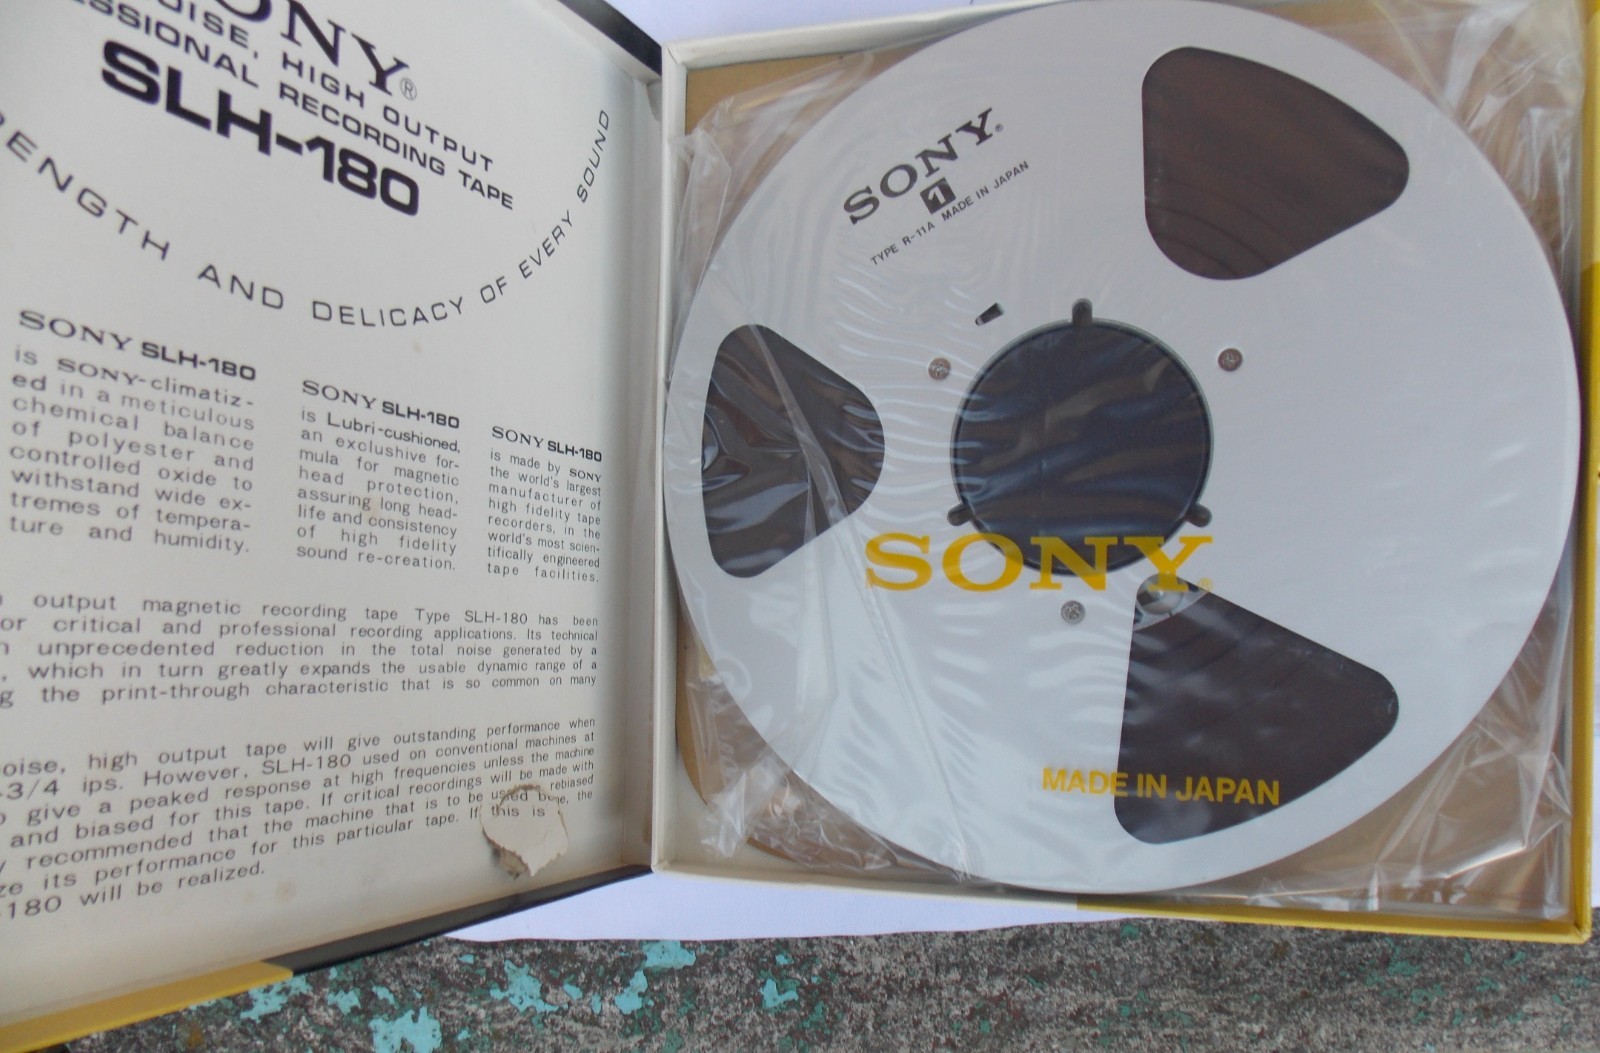 SONY®
OISE, HIGH OUTPUT
ESSIONAL RECORDING TAPE
SLH-180
RENGTH AND DELICACY OF EVERY SOUND
SONY SLH-180
is SONY-climatiz-
ed in a meticulous
chemical balance
of polyester and
controlled oxide to
withstand wide ex-
tremes of tempera-
ture and humidity.
SONY SLH-180
is Lubri-cushioned,
an exclushive for-
mula for magnetic
head protection,
assuring long head-
life and consistency
of high fidelity
sound re-creation.
SONY SLH-180
is made by SONY
the world's largest
manufacturer of
high fidelity tape
recorders, in the
world's most scien-
tifically engineered
tape facilities.
output magnetic recording tape Type SLH-180 has been
or critical and professional recording applications. Its technical
unprecedented reduction in the total noise generated by a
, which in turn greatly expands the usable dynamic range of a
g the print-through characteristic that is so common on many
oise, high output tape will give outstanding performance when
-3/4 ips. However, SLH-180 used on conventional machines at
give a peaked response at high frequencies unless the machine
and biased for this tape. If critical recordings will be made with
recommended that the machine that is to be used be rebiased
ze its performance for this particular tape. If this is the
-180 will be realized.
SONY®
1
TYPE R-11A MADE IN JAPAN
SONY®
MADE IN JAPAN